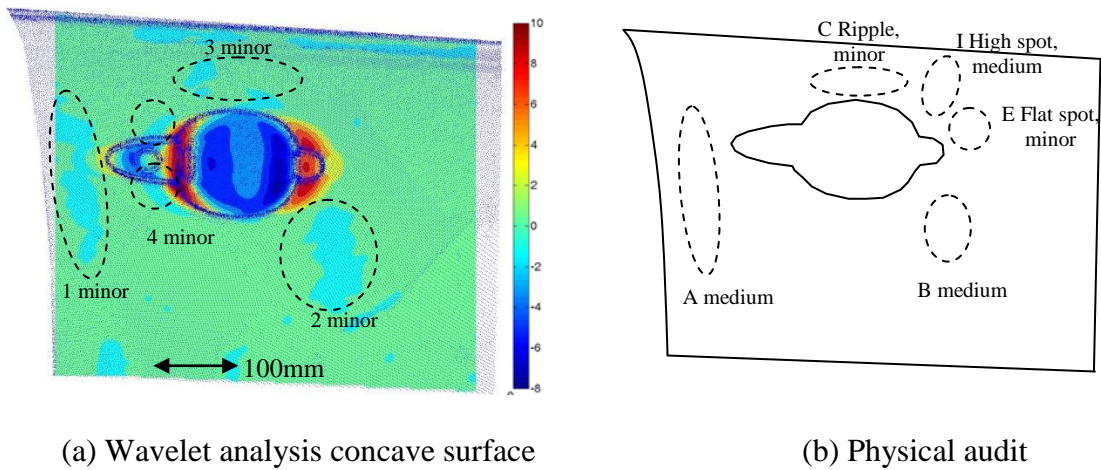 3 minor
4 minor
1 minor
2 minor
100mm
10
8
6
4
2
0
-2
-4
-6
-8
(a) Wavelet analysis concave surface
C Ripple,
minor
I High spot,
medium
E Flat spot,
minor
A medium
B medium
(b) Physical audit